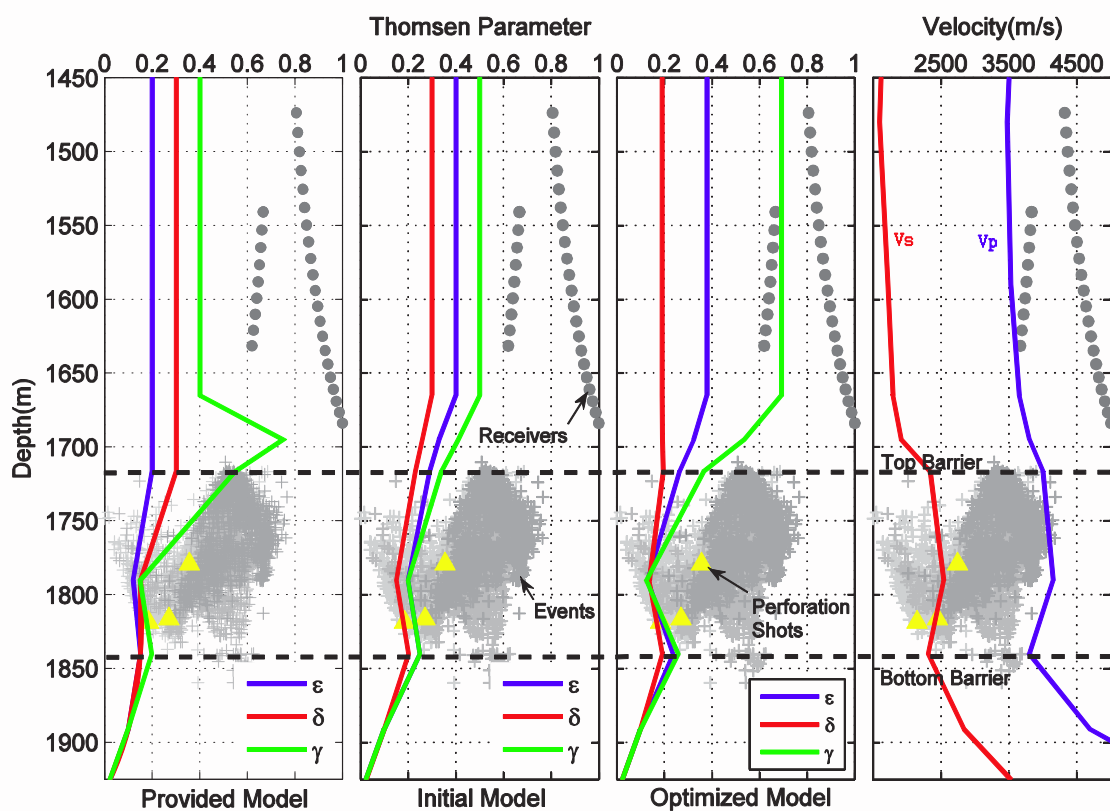 Thomsen Parameter
Velocity(m/s)
0 0.2 0.4 0.6 0.8 1
0 0.2 0.4 0.6 0.8 1
0 0.2 0.4 0.6 0.8 1
2500 3500 4500
Depth(m)
1450
1500
1550
1600
1650
1700
1750
1800
1850
1900
Receivers
Events
Perforation
Shots
Vs
Vp
Top Barrier
Bottom Barrier
ε
δ
γ
ε
δ
γ
ε
δ
γ
Provided Model
Initial Model
Optimized Model